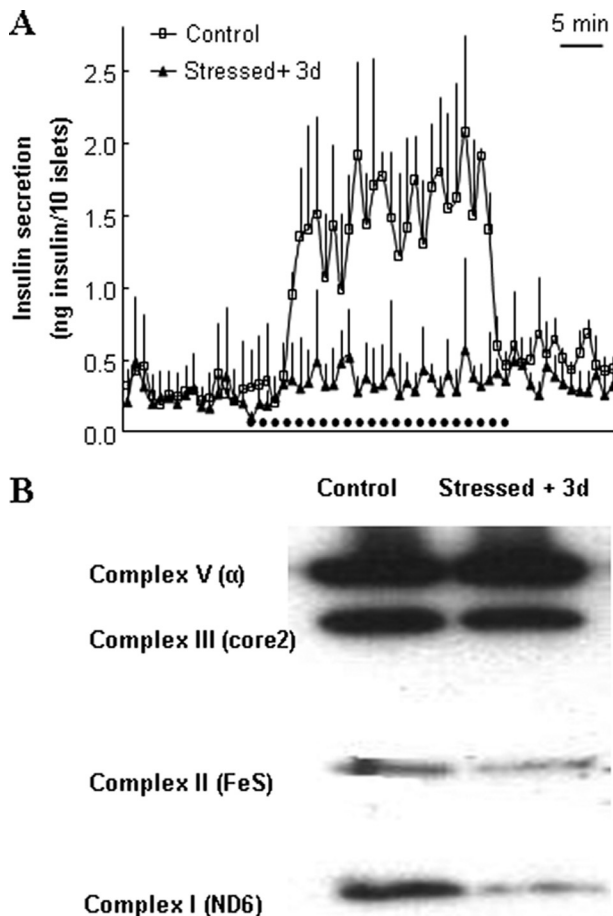 A
Control
Stressed+ 3d
5 min
2.5
2.0
1.5
1.0
0.5
0.0
Insulin secretion
(ng insulin/10 islets)
B
Control Stressed + 3d
Complex V (α)
Complex III (core2)
Complex II (FeS)
Complex I (ND6)